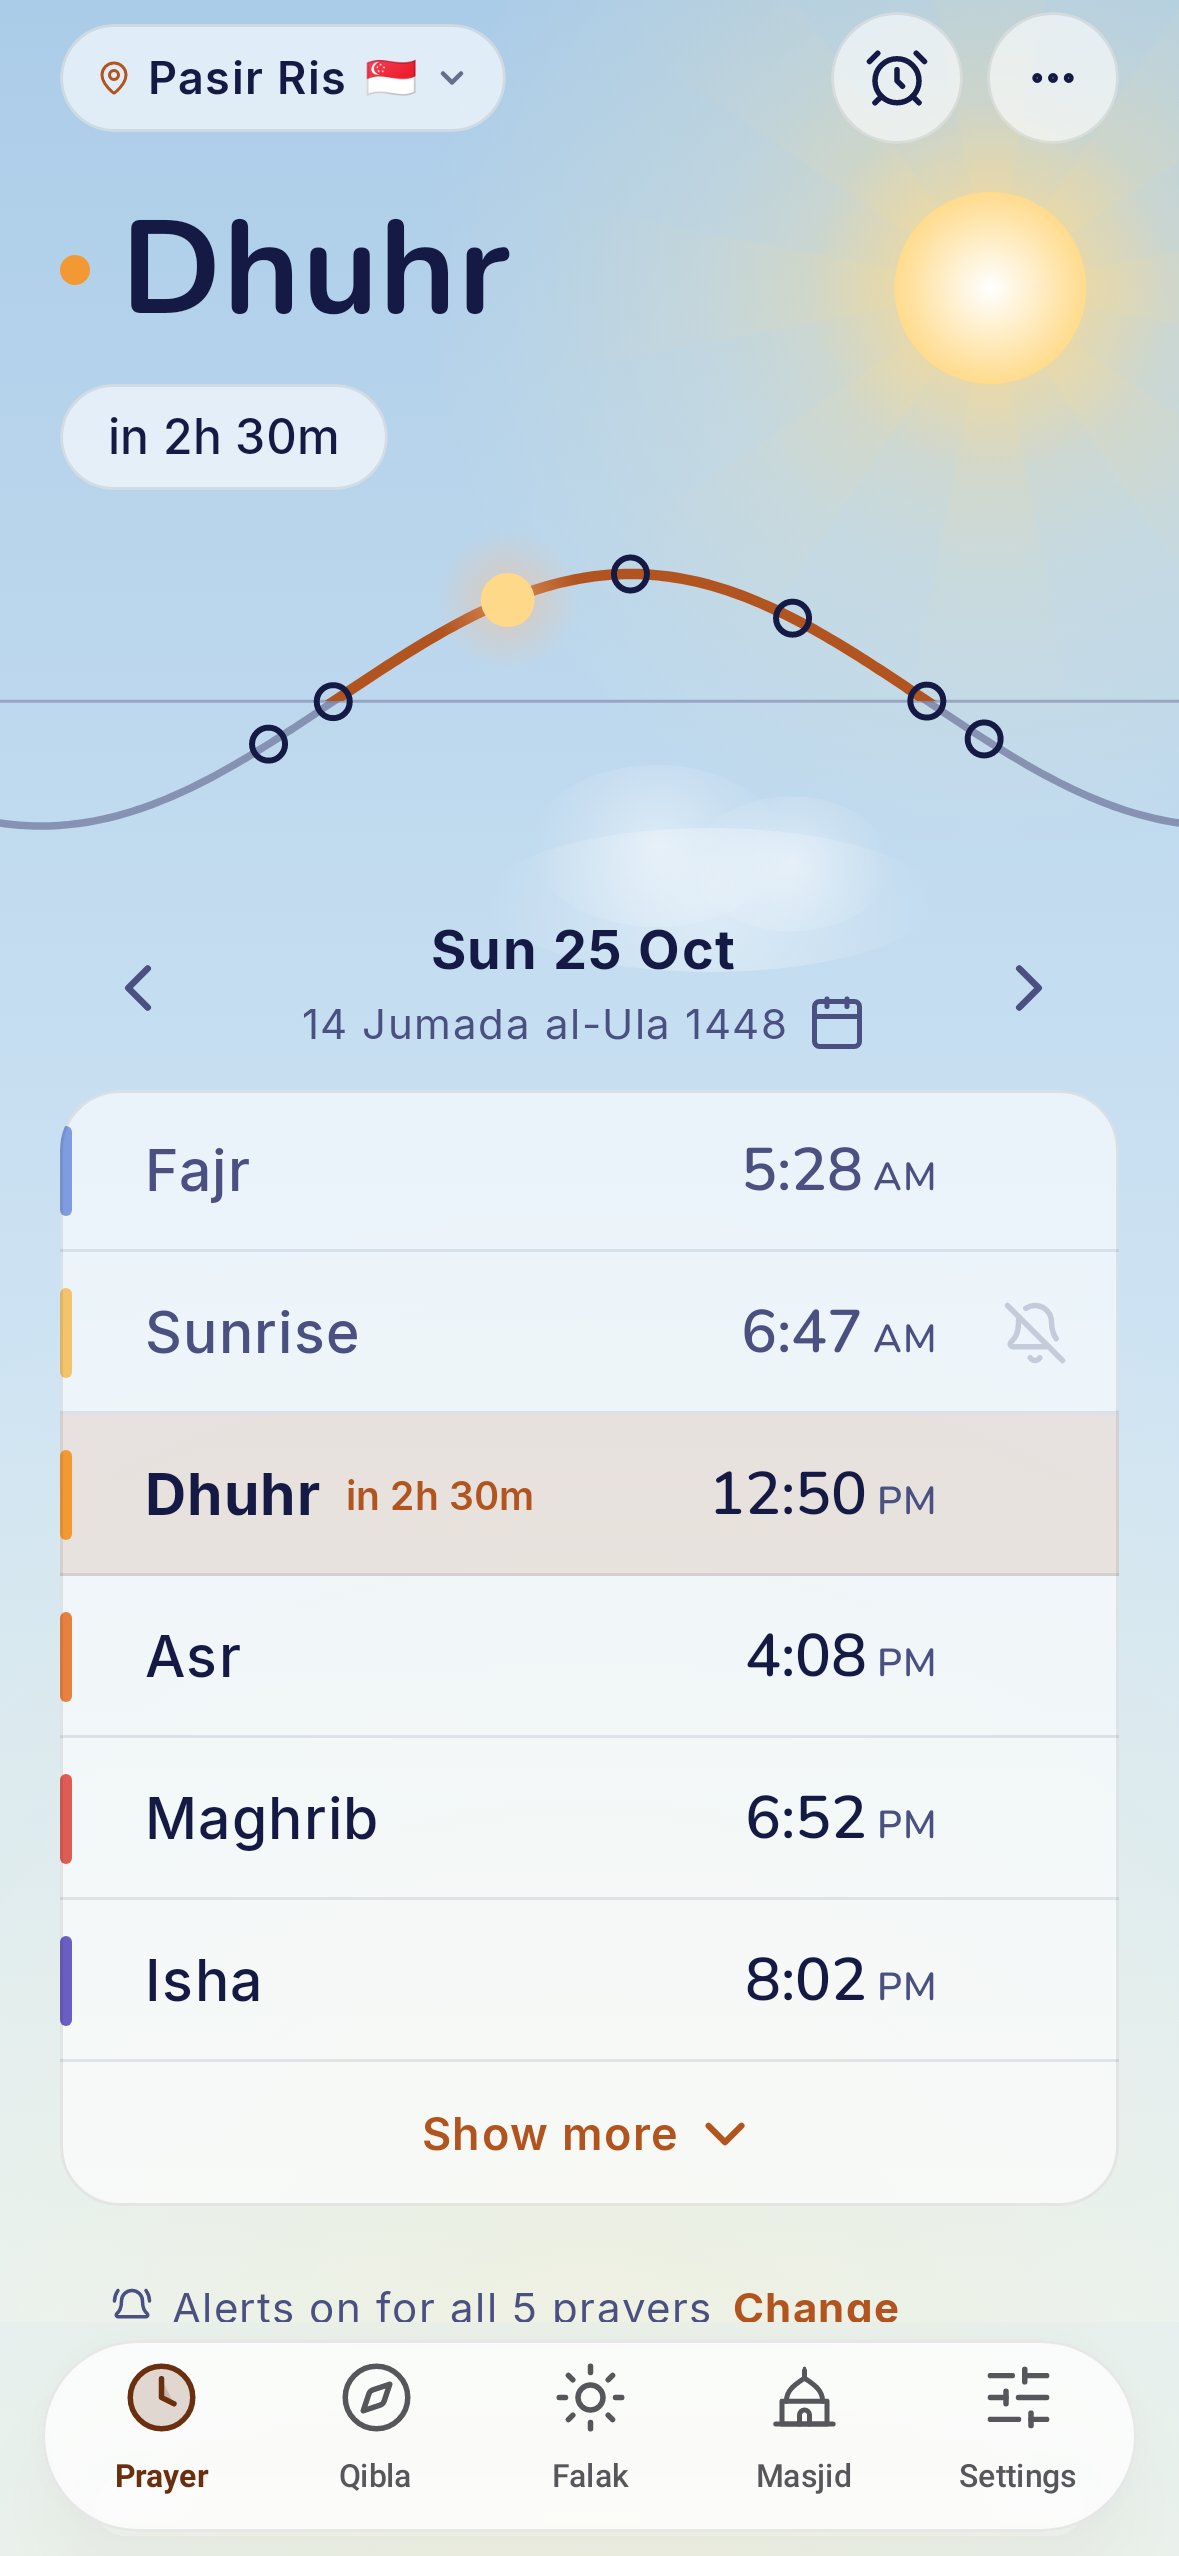 Pasir Ris 🇸🇬
Dhuhr
in 2h 30m
Sun 25 Oct
14 Jumada al-Ula 1448
Fajr 5:28 AM
Sunrise 6:47 AM
Dhuhr in 2h 30m 12:50 PM
Asr 4:08 PM
Maghrib 6:52 PM
Isha 8:02 PM
Show more
Alerts on for all 5 prayers Change
Prayer Qibla Falak Masjid Settings